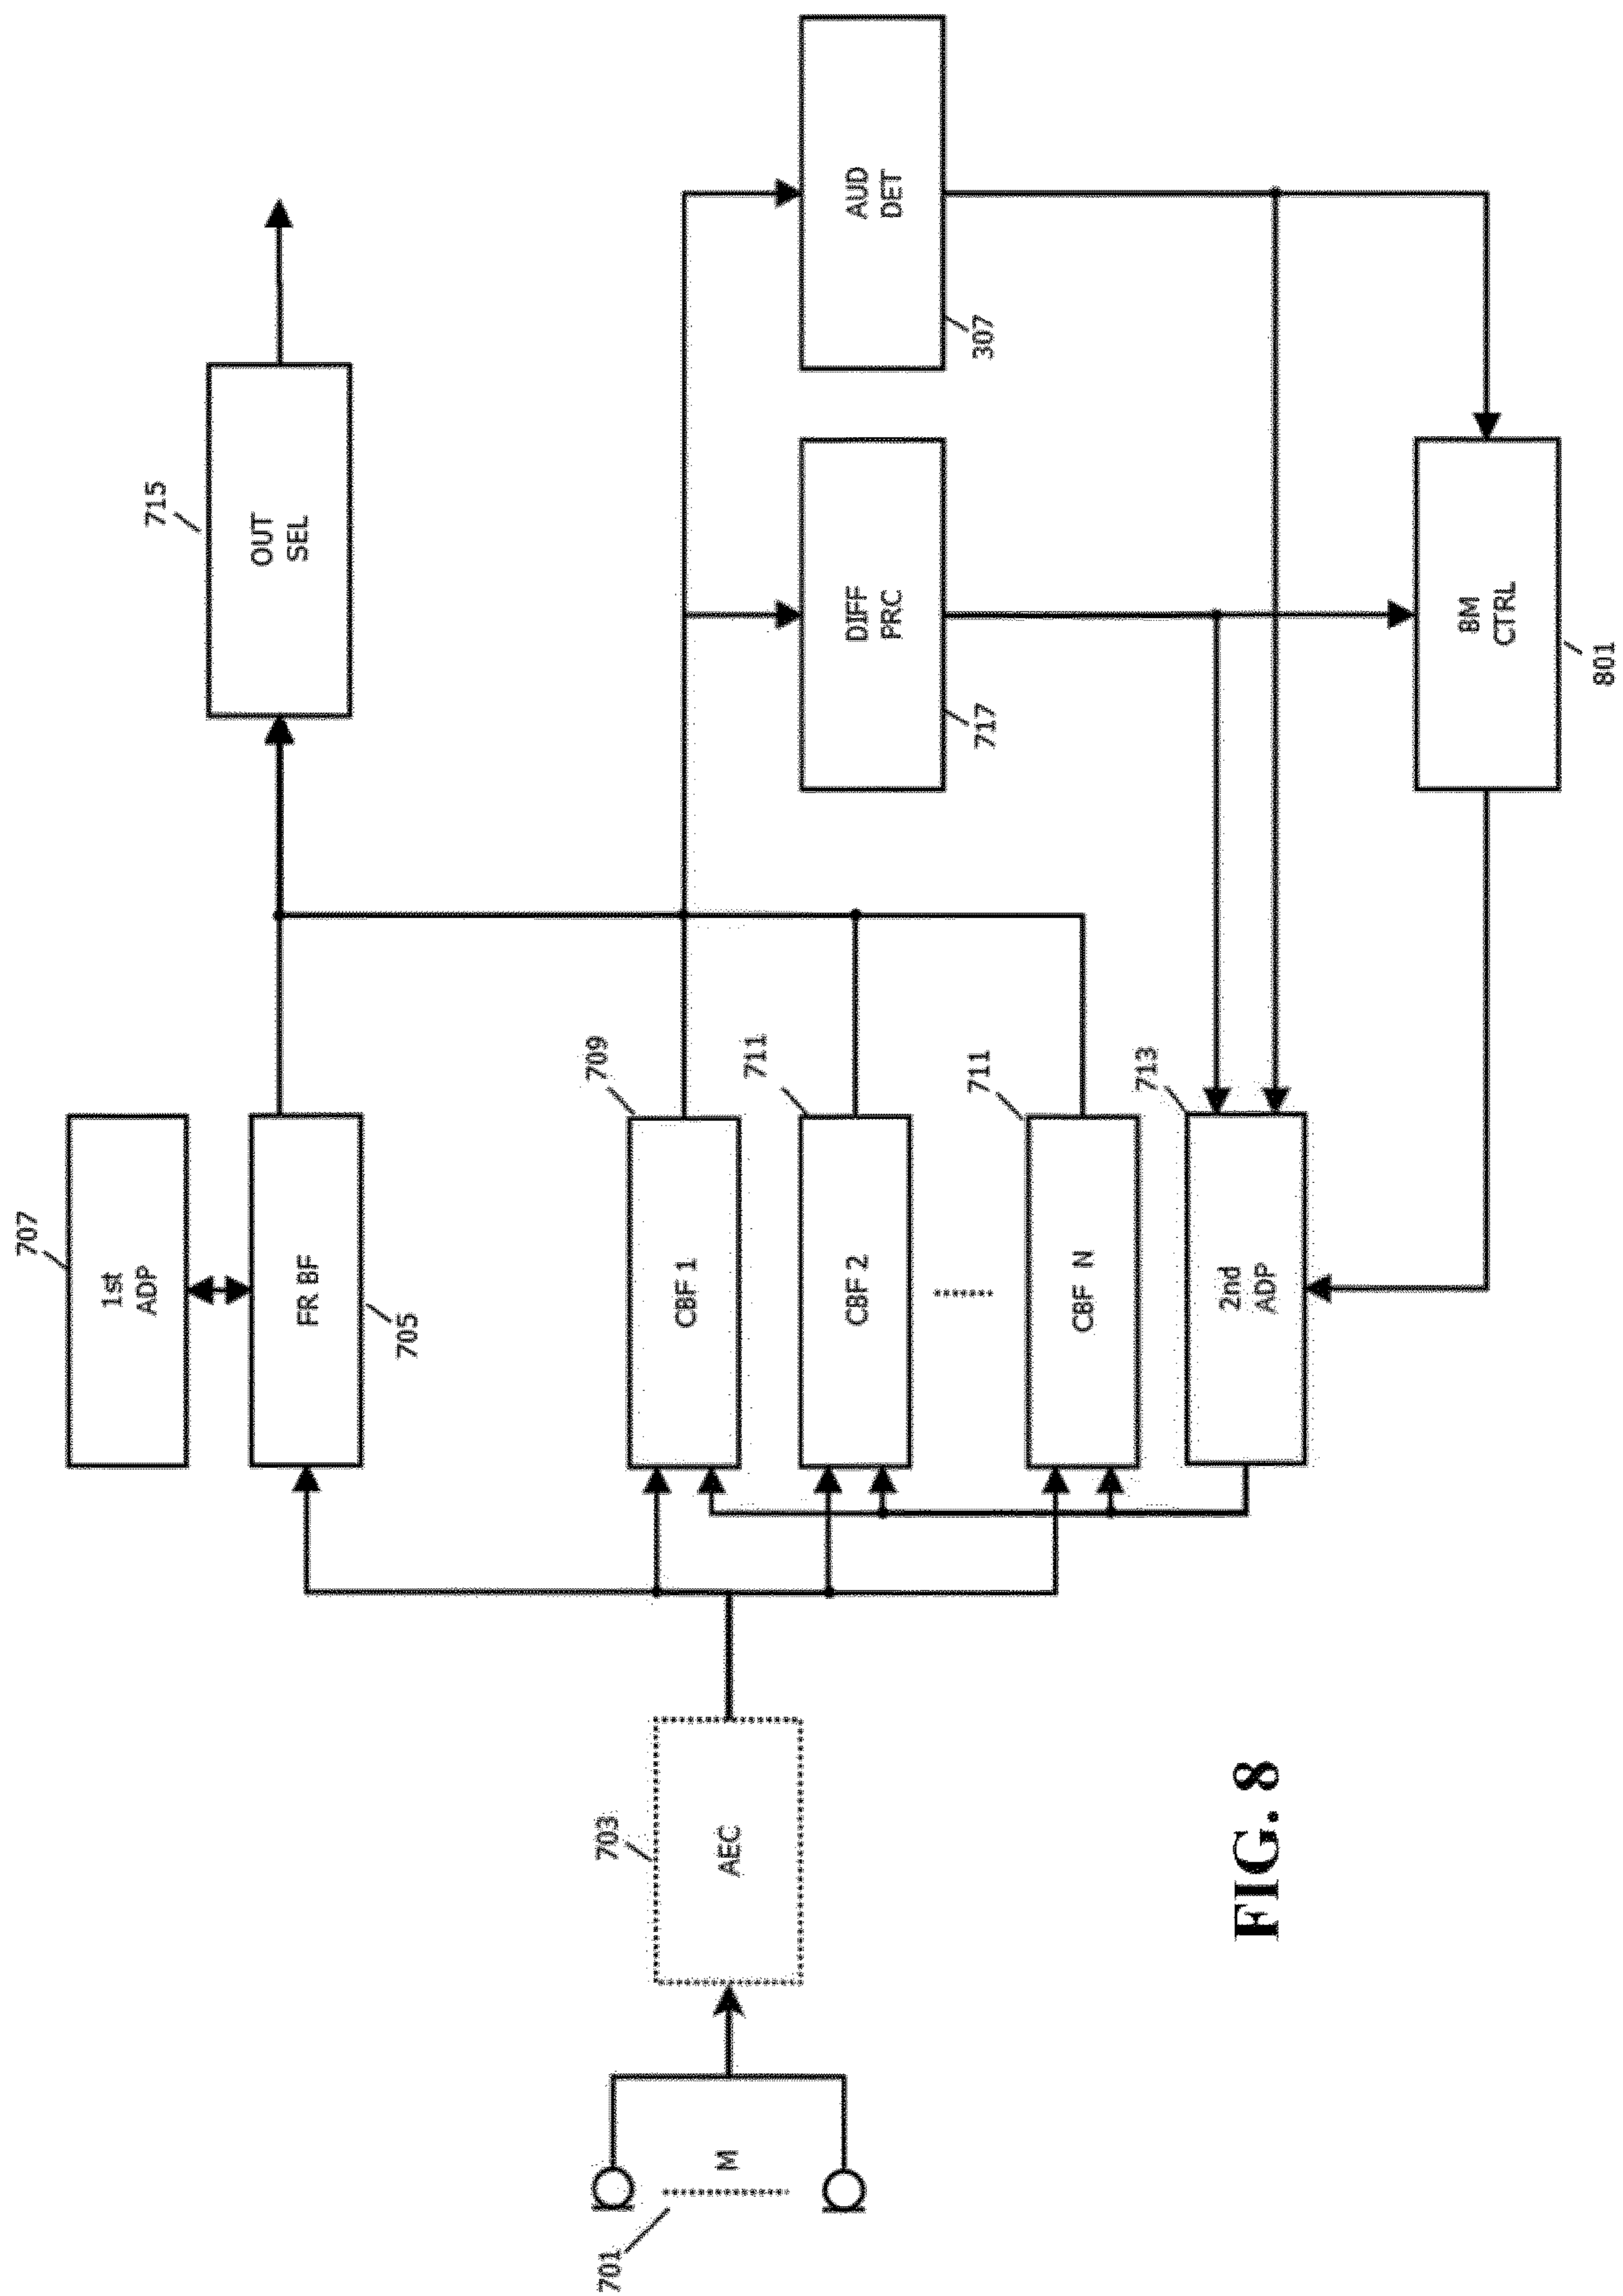 707
1st
ADP
FR BF
705
715
OUT
SEL
709
CBF 1
711
CBF 2
711
CBF N
713
2nd
ADP
AUD
DET
307
DIFF
PRC
717
BM
CTRL
801
703
AEC
M
701
FIG. 8